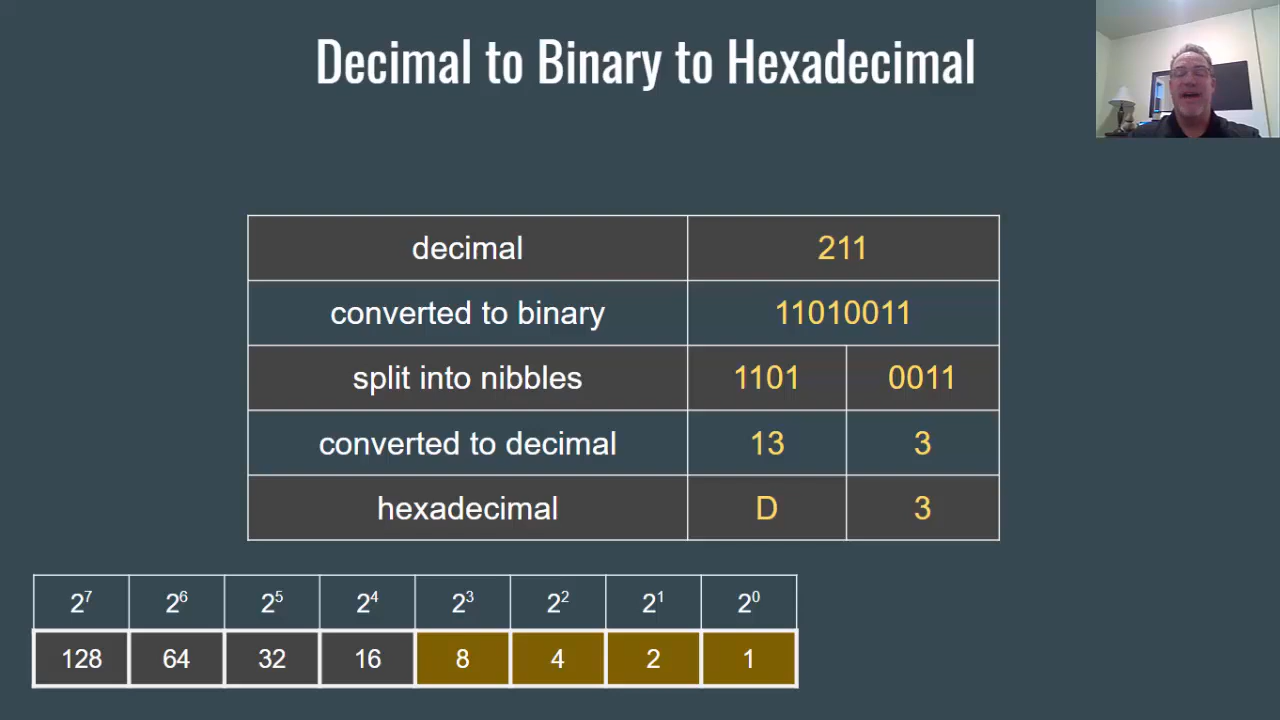 Decimal to Binary to Hexadecimal
decimal 211
converted to binary 11010011
split into nibbles 1101 0011
converted to decimal 13 3
hexadecimal D 3
2⁷ 2⁶ 2⁵ 2⁴ 2³ 2² 2¹ 2⁰
128 64 32 16 8 4 2 1